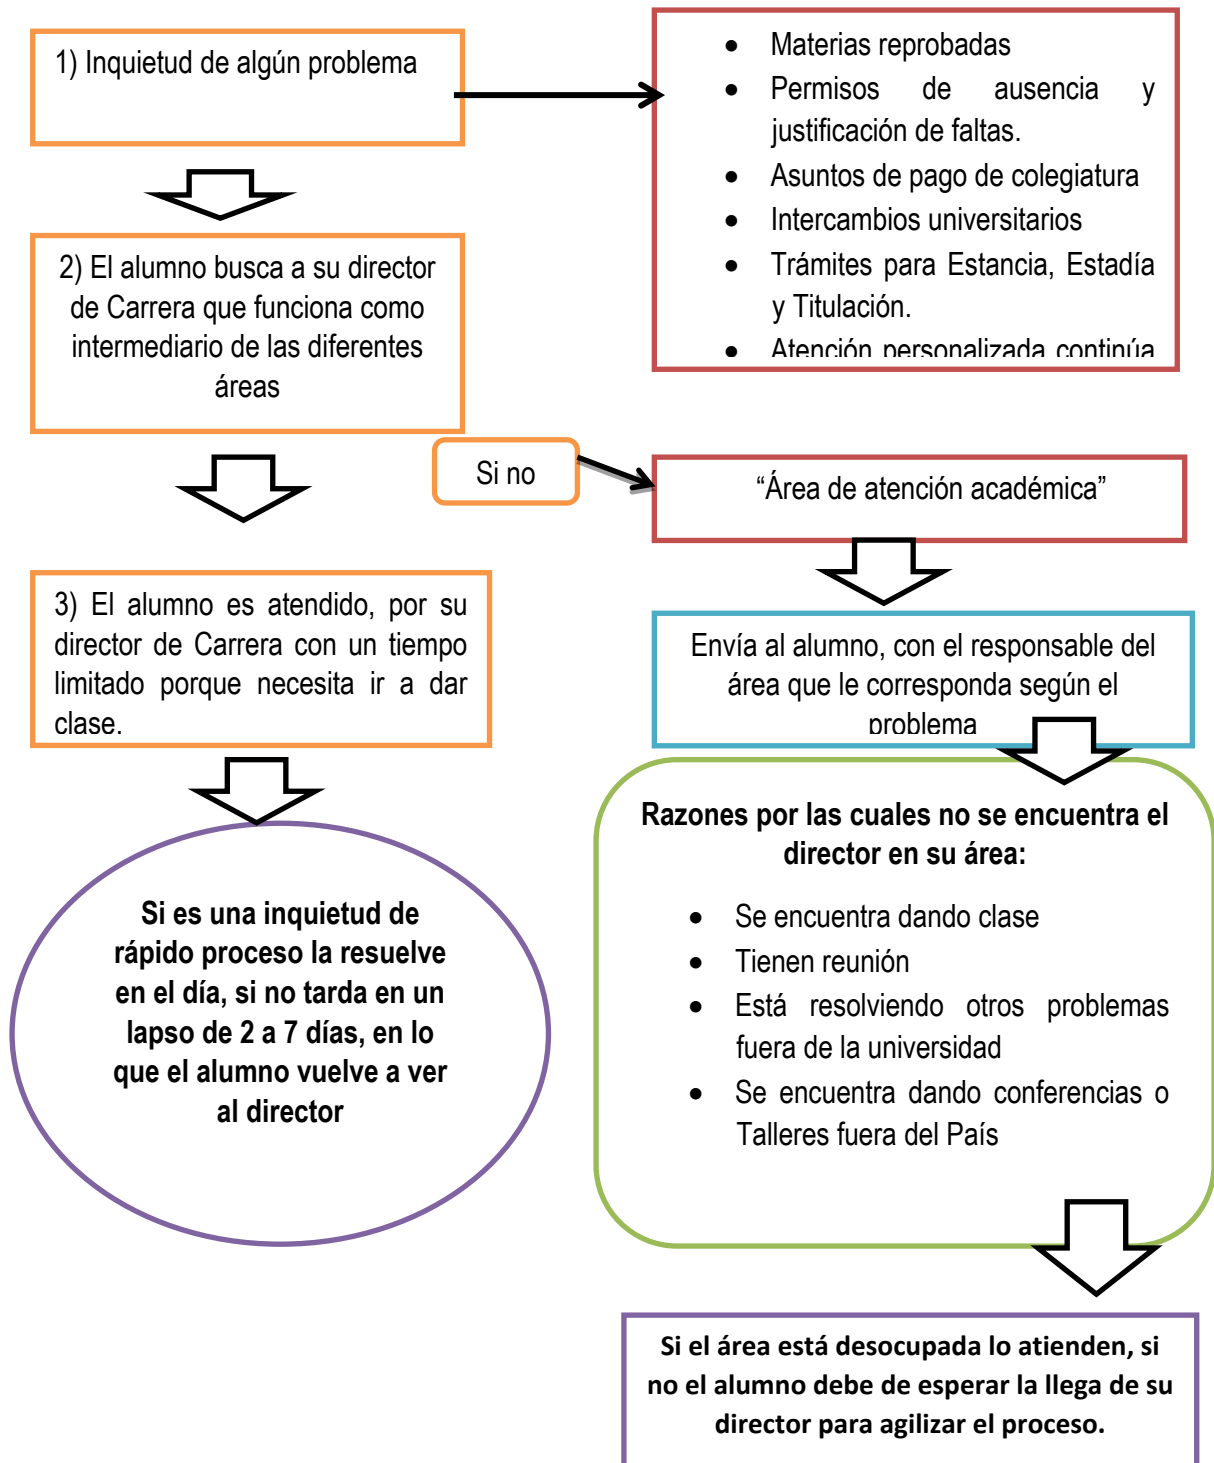 1) Inquietud de algún problema
• Materias reprobadas
• Permisos de ausencia y
justificación de faltas.
• Asuntos de pago de colegiatura
• Intercambios universitarios
• Trámites para Estancia, Estadía
y Titulación.
• Atención personalizada continúa
2) El alumno busca a su director
de Carrera que funciona como
intermediario de las diferentes
áreas
Si no
“Área de atención académica”
3) El alumno es atendido, por su
director de Carrera con un tiempo
limitado porque necesita ir a dar
clase.
Envía al alumno, con el responsable del
área que le corresponda según el
problema
Si es una inquietud de
rápido proceso la resuelve
en el día, si no tarda en un
lapso de 2 a 7 días, en lo
que el alumno vuelve a ver
al director
Razones por las cuales no se encuentra el
director en su área:
• Se encuentra dando clase
• Tienen reunión
• Está resolviendo otros problemas
fuera de la universidad
• Se encuentra dando conferencias o
Talleres fuera del País
Si el área está desocupada lo atienden, si
no el alumno debe de esperar la llega de su
director para agilizar el proceso.